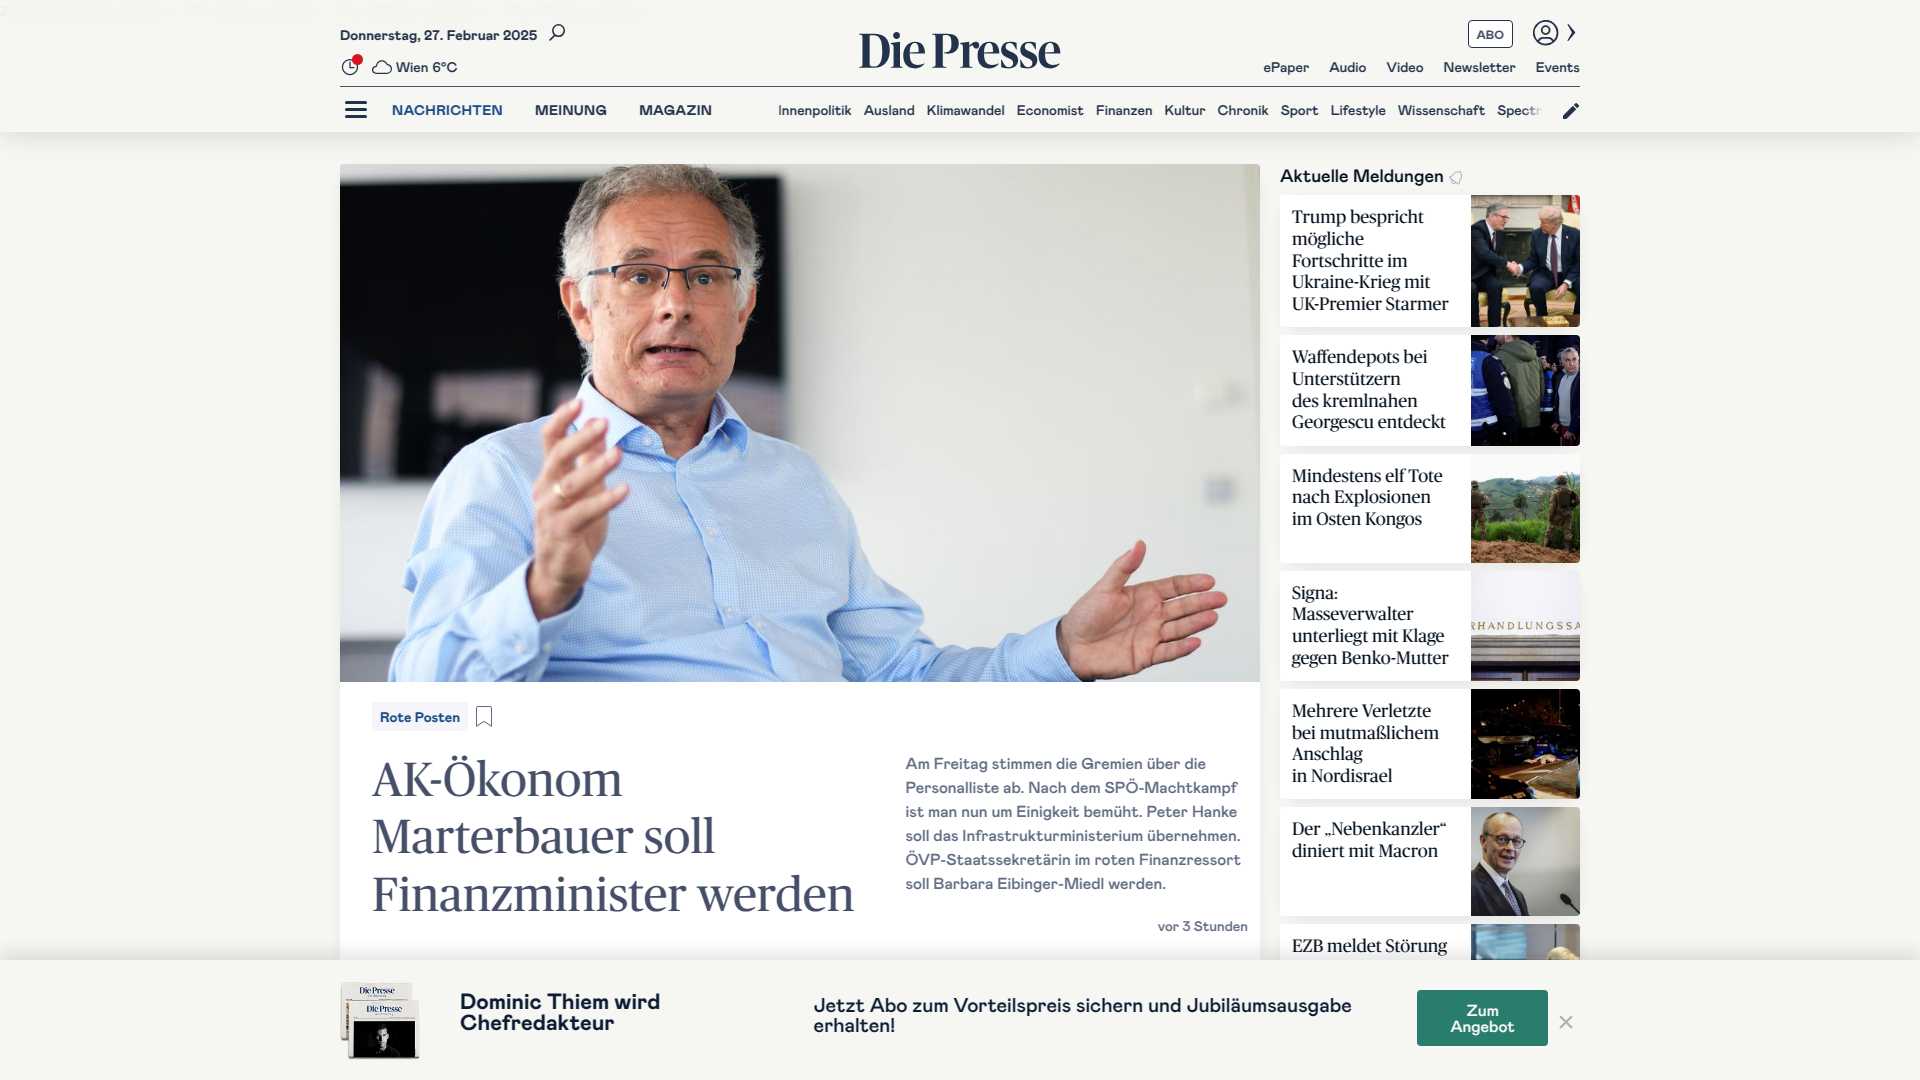 Donnerstag, 27. Februar 2025
Wien 6°C
Die Presse
ABO
ePaper Audio Video Newsletter Events
NACHRICHTEN MEINUNG MAGAZIN
Innenpolitik Ausland Klimawandel Economist Finanzen Kultur Chronik Sport Lifestyle Wissenschaft Spectr
Rote Posten
AK-Ökonom
Marterbauer soll
Finanzminister werden
Am Freitag stimmen die Gremien über die
Personalliste ab. Nach dem SPÖ-Machtkampf
ist man nun um Einigkeit bemüht. Peter Hanke
soll das Infrastrukturministerium übernehmen.
ÖVP-Staatssekretärin im roten Finanzressort
soll Barbara Eibinger-Miedl werden.
vor 3 Stunden
Aktuelle Meldungen
Trump bespricht
mögliche
Fortschritte im
Ukraine-Krieg mit
UK-Premier Starmer
Waffendepots bei
Unterstützern
des kremlnahen
Georgescu entdeckt
Mindestens elf Tote
nach Explosionen
im Osten Kongos
Signa:
Masseverwalter
unterliegt mit Klage
gegen Benko-Mutter
RHANDLUNGSSA
Mehrere Verletzte
bei mutmaßlichem
Anschlag
in Nordisrael
Der „Nebenkanzler“
diniert mit Macron
EZB meldet Störung
Die Presse
Die Presse
Dominic Thiem wird
Chefredakteur
Jetzt Abo zum Vorteilspreis sichern und Jubiläumsausgabe
erhalten!
Zum
Angebot